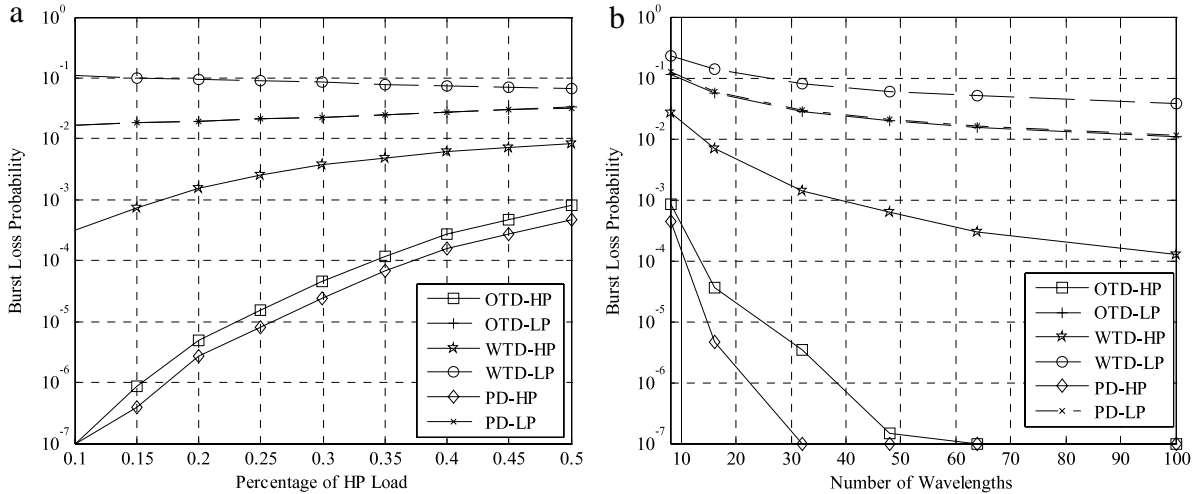 a
Burst Loss Probability
10^0
10^-1
10^-2
10^-3
10^-4
10^-5
10^-6
10^-7
OTD-HP
OTD-LP
WTD-HP
WTD-LP
PD-HP
PD-LP
0.1 0.15 0.2 0.25 0.3 0.35 0.4 0.45 0.5
Percentage of HP Load
b
Burst Loss Probability
10^0
10^-1
10^-2
10^-3
10^-4
10^-5
10^-6
10^-7
OTD-HP
OTD-LP
WTD-HP
WTD-LP
PD-HP
PD-LP
10 20 30 40 50 60 70 80 90 100
Number of Wavelengths